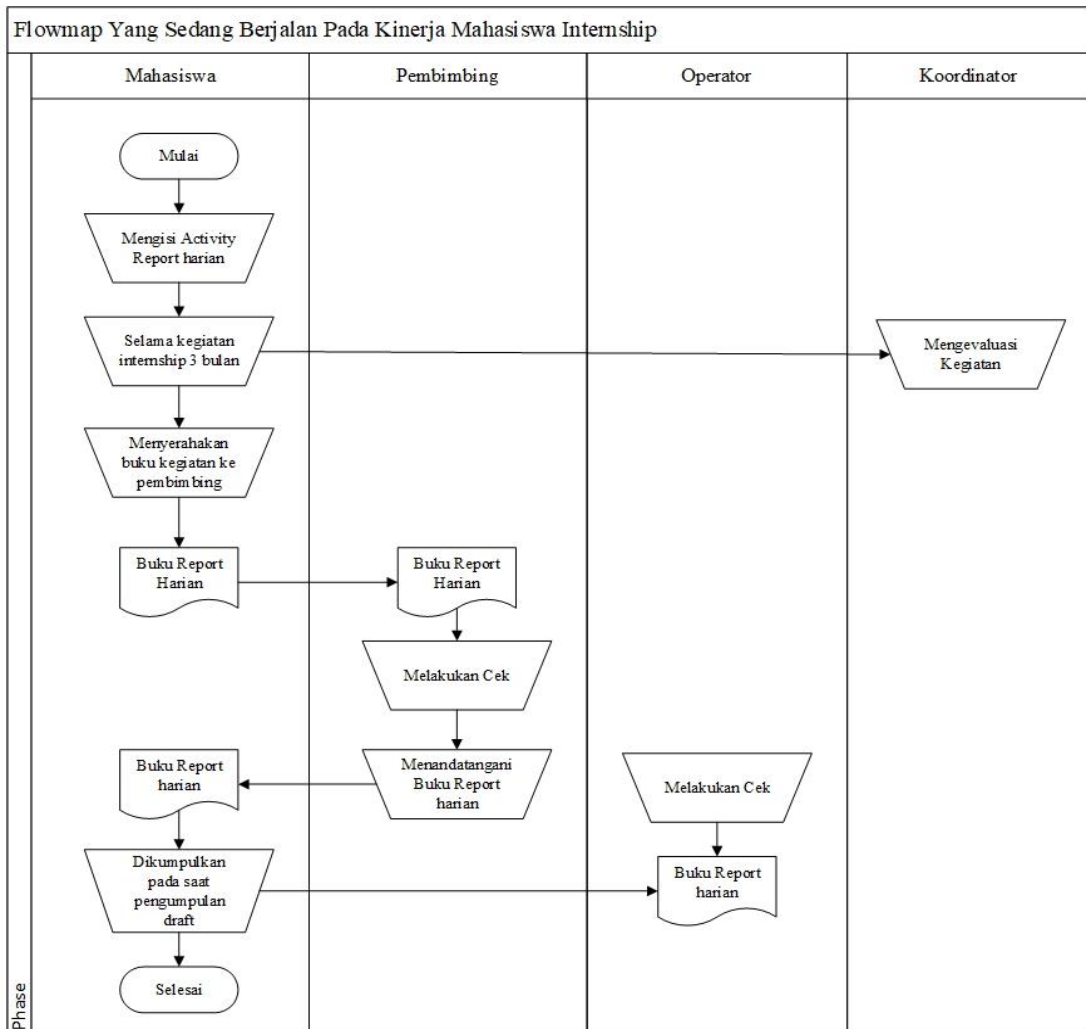 Flowmap Yang Sedang Berjalan Pada Kinerja Mahasiswa Internship
Mahasiswa
Pembimbing
Operator
Koordinator
Mulai
Mengisi Activity
Report harian
Selama kegiatan
internship 3 bulan
Mengevaluasi
Kegiatan
Menyerahakan
buku kegiatan ke
pembimbing
Buku Report
Harian
Buku Report
Harian
Melakukan Cek
Buku Report
harian
Menandatangani
Buku Report
harian
Melakukan Cek
Dikumpulkan
pada saat
pengumpulan
draft
Buku Report
harian
Selesai
Phase